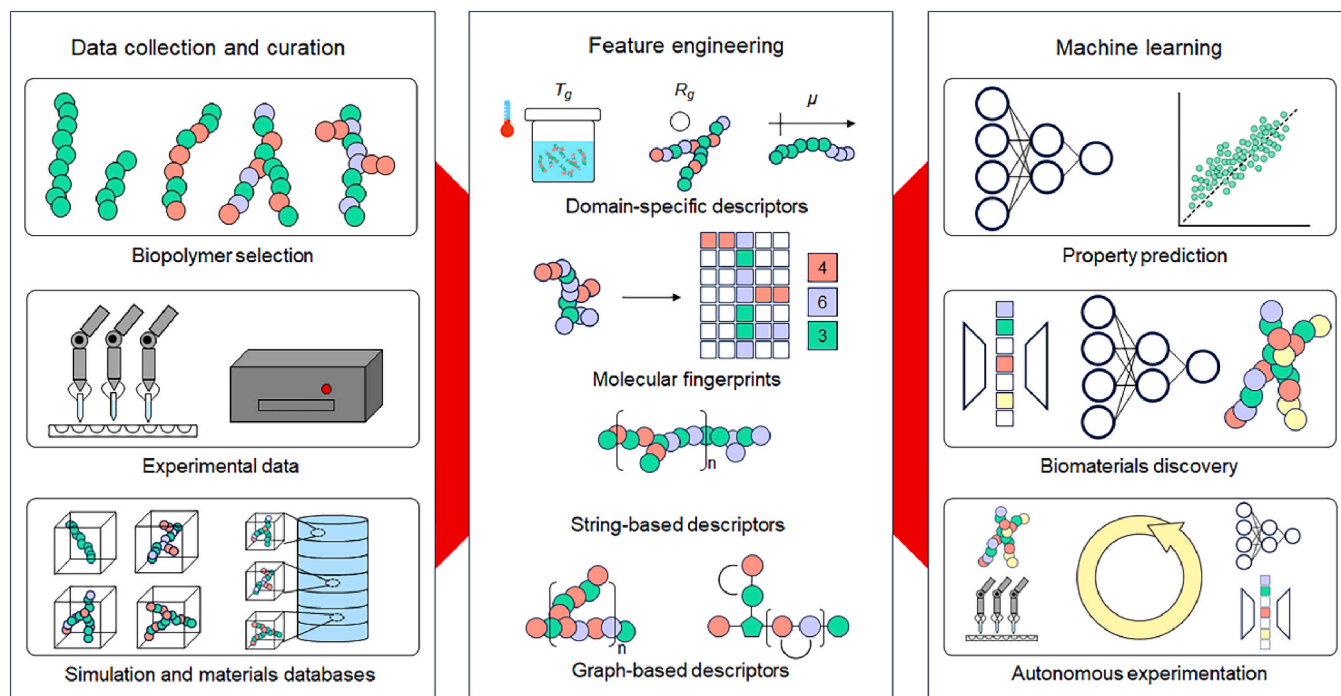 Data collection and curation
Biopolymer selection
Experimental data
Simulation and materials databases
Feature engineering
Tg
Rg
μ
Domain-specific descriptors
4
6
3
Molecular fingerprints
n
String-based descriptors
n
Graph-based descriptors
Machine learning
Property prediction
Biomaterials discovery
Autonomous experimentation